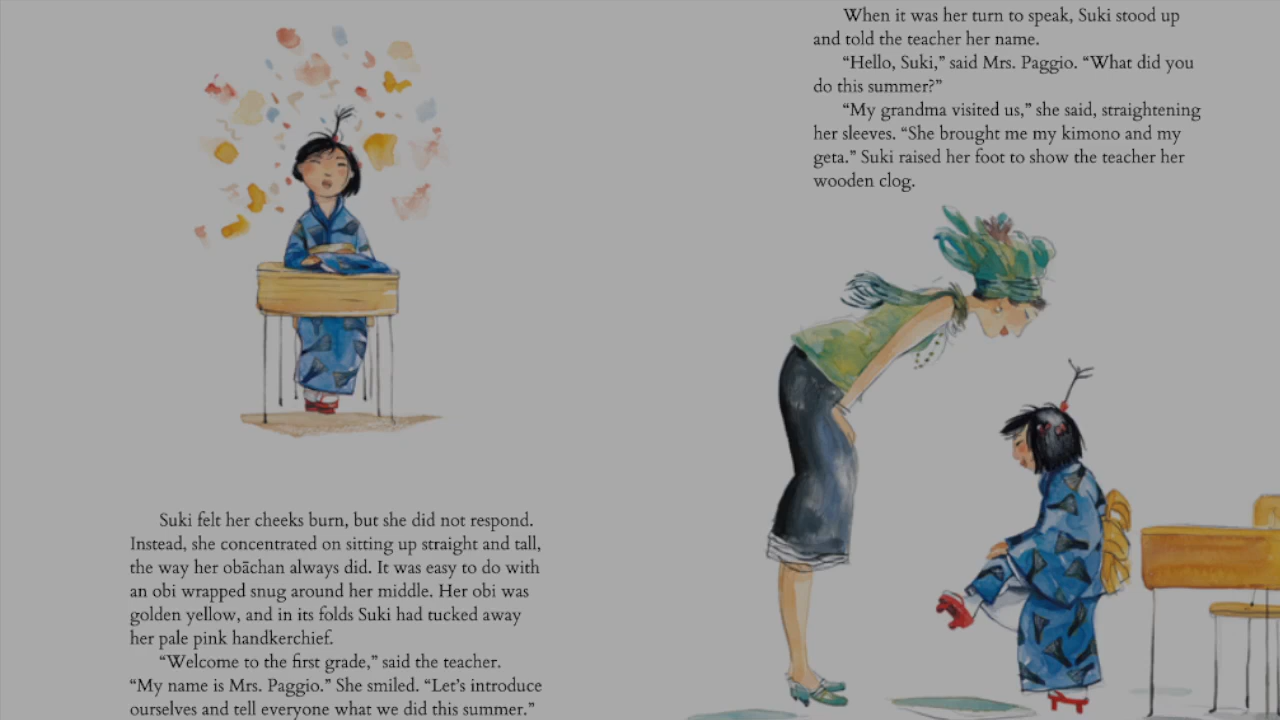 Suki felt her cheeks burn, but she did not respond.
Instead, she concentrated on sitting up straight and tall,
the way her obāchan always did. It was easy to do with
an obi wrapped snug around her middle. Her obi was
golden yellow, and in its folds Suki had tucked away
her pale pink handkerchief.
“Welcome to the first grade,” said the teacher.
“My name is Mrs. Paggio.” She smiled. “Let’s introduce
ourselves and tell everyone what we did this summer.”
When it was her turn to speak, Suki stood up
and told the teacher her name.
“Hello, Suki,” said Mrs. Paggio. “What did you
do this summer?”
“My grandma visited us,” she said, straightening
her sleeves. “She brought me my kimono and my
geta.” Suki raised her foot to show the teacher her
wooden clog.